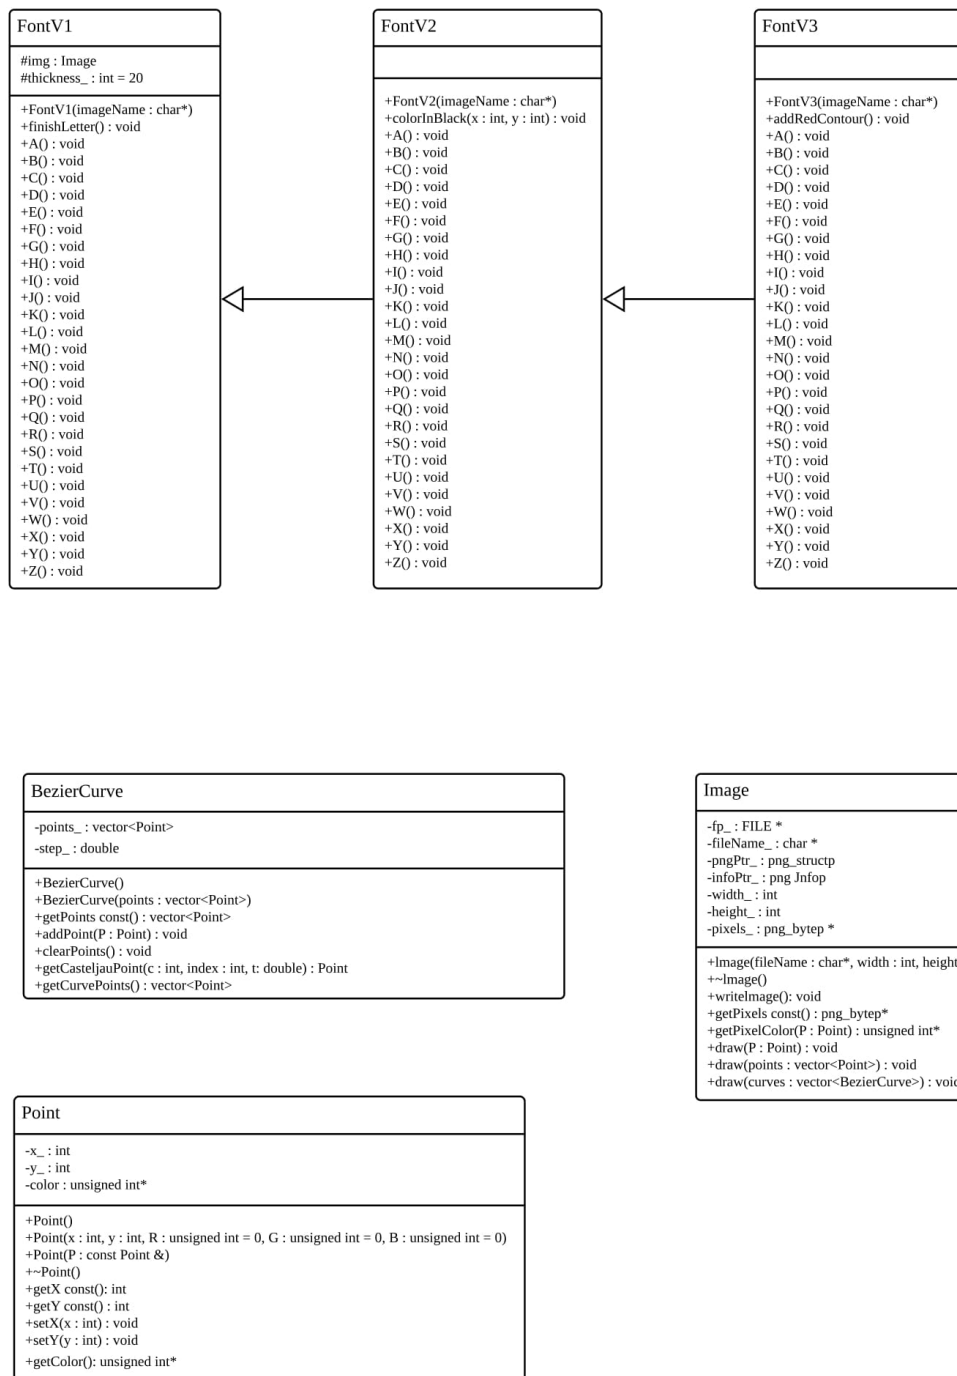 FontV1
#img : Image
#thickness_ : int = 20
+FontV1(imageName : char*)
+finishLetter() : void
+A() : void
+B() : void
+C() : void
+D() : void
+E() : void
+F() : void
+G() : void
+H() : void
+I() : void
+J() : void
+K() : void
+L() : void
+M() : void
+N() : void
+O() : void
+P() : void
+Q() : void
+R() : void
+S() : void
+T() : void
+U() : void
+V() : void
+W() : void
+X() : void
+Y() : void
+Z() : void
FontV2
+FontV2(imageName : char*)
+colorInBlack(x : int, y : int) : void
+A() : void
+B() : void
+C() : void
+D() : void
+E() : void
+F() : void
+G() : void
+H() : void
+I() : void
+J() : void
+K() : void
+L() : void
+M() : void
+N() : void
+O() : void
+P() : void
+Q() : void
+R() : void
+S() : void
+T() : void
+U() : void
+V() : void
+W() : void
+X() : void
+Y() : void
+Z() : void
FontV3
+FontV3(imageName : char*)
+addRedContour() : void
+A() : void
+B() : void
+C() : void
+D() : void
+E() : void
+F() : void
+G() : void
+H() : void
+I() : void
+J() : void
+K() : void
+L() : void
+M() : void
+N() : void
+O() : void
+P() : void
+Q() : void
+R() : void
+S() : void
+T() : void
+U() : void
+V() : void
+W() : void
+X() : void
+Y() : void
+Z() : void
BezierCurve
-points_ : vector<Point>
-step_ : double
+BezierCurve()
+BezierCurve(points : vector<Point>)
+getPoints const() : vector<Point>
+addPoint(P : Point) : void
+clearPoints() : void
+getCasteljauPoint(c : int, index : int, t: double) : Point
+getCurvePoints() : vector<Point>
Image
-fp_ : FILE *
-fileName_ : char *
-pngPtr_ : png_structp
-infoPtr_ : png Jnfop
-width_ : int
-height_ : int
-pixels_ : png_bytep *
+lmage(fileName : char*, width : int, height
+~lmage()
+writelmage(): void
+getPixels const() : png_bytep*
+getPixelColor(P : Point) : unsigned int*
+draw(P : Point) : void
+draw(points : vector<Point>) : void
+draw(curves : vector<BezierCurve>) : void
Point
-x_ : int
-y_ : int
-color : unsigned int*
+Point()
+Point(x : int, y : int, R : unsigned int = 0, G : unsigned int = 0, B : unsigned int = 0)
+Point(P : const Point &)
+~Point()
+getX const(): int
+getY const() : int
+setX(x : int) : void
+setY(y : int) : void
+getColor(): unsigned int*